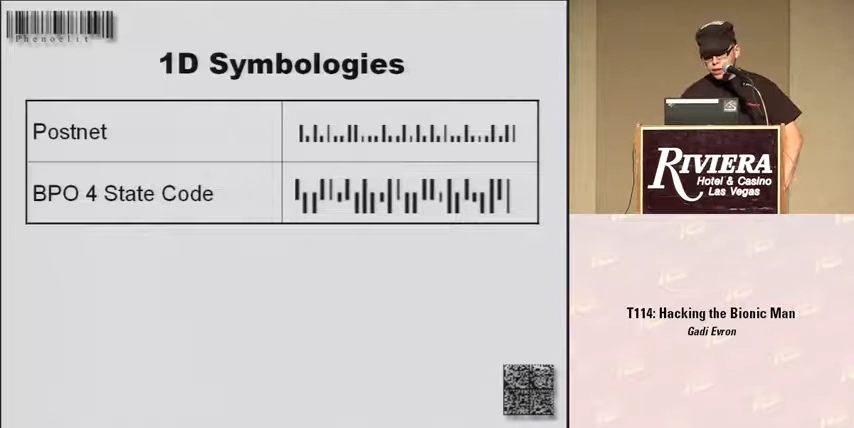 Phenoelit
1D Symbologies
Postnet
BPO 4 State Code
RIVIERA
Hotel & Casino
Las Vegas
T114: Hacking the Bionic Man
Gadi Evron